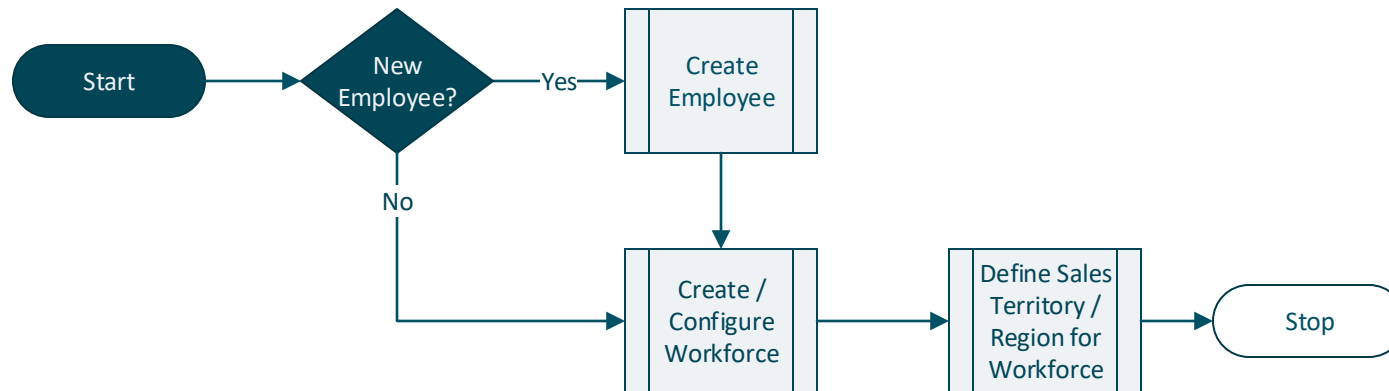 Start
New
Employee?
Yes
Create
Employee
No
Create /
Configure
Workforce
Define Sales
Territory /
Region for
Workforce
Stop